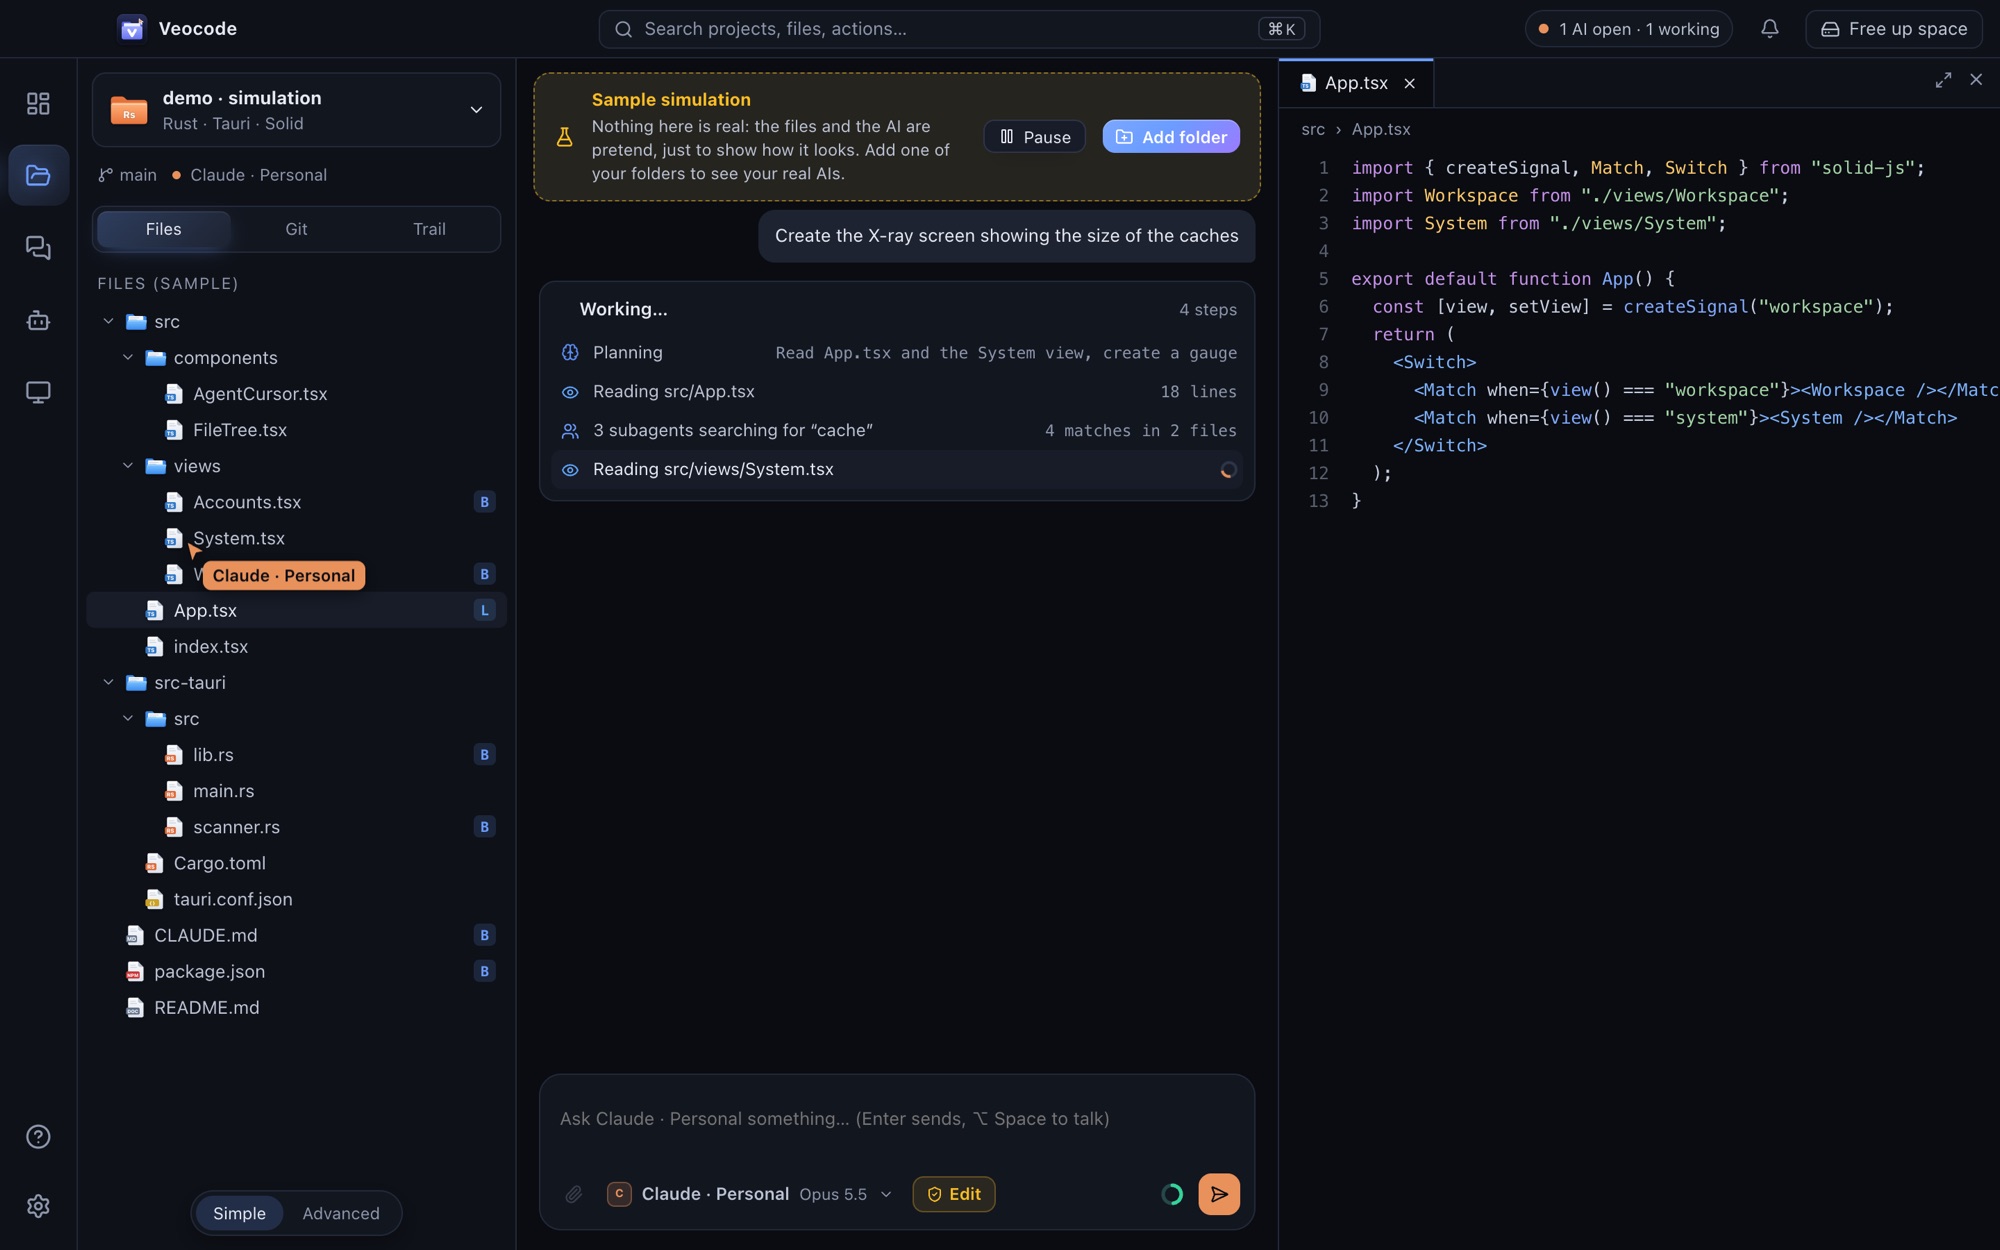 Veocode
Search projects, files, actions...
⌘K
1 AI open · 1 working
Free up space
demo · simulation
Rust · Tauri · Solid
main
Claude · Personal
Files
Git
Trail
FILES (SAMPLE)
src
components
AgentCursor.tsx
FileTree.tsx
views
Accounts.tsx B
System.tsx
Claude · Personal
B
App.tsx L
index.tsx
src-tauri
src
lib.rs B
main.rs
scanner.rs B
Cargo.toml
tauri.conf.json
CLAUDE.md B
package.json B
README.md
Simple
Advanced
Sample simulation
Nothing here is real: the files and the AI are
pretend, just to show how it looks. Add one of
your folders to see your real AIs.
Pause
Add folder
Create the X-ray screen showing the size of the caches
Working...
4 steps
Planning Read App.tsx and the System view, create a gauge
Reading src/App.tsx 18 lines
3 subagents searching for “cache” 4 matches in 2 files
Reading src/views/System.tsx
Ask Claude · Personal something... (Enter sends, ⌥ Space to talk)
C Claude · Personal Opus 5.5
Edit
App.tsx
src › App.tsx
1 import { createSignal, Match, Switch } from "solid-js";
2 import Workspace from "./views/Workspace";
3 import System from "./views/System";
4
5 export default function App() {
6 const [view, setView] = createSignal("workspace");
7 return (
8 <Switch>
9 <Match when={view() === "workspace"}><Workspace /></Matc
10 <Match when={view() === "system"}><System /></Match>
11 </Switch>
12 );
13 }